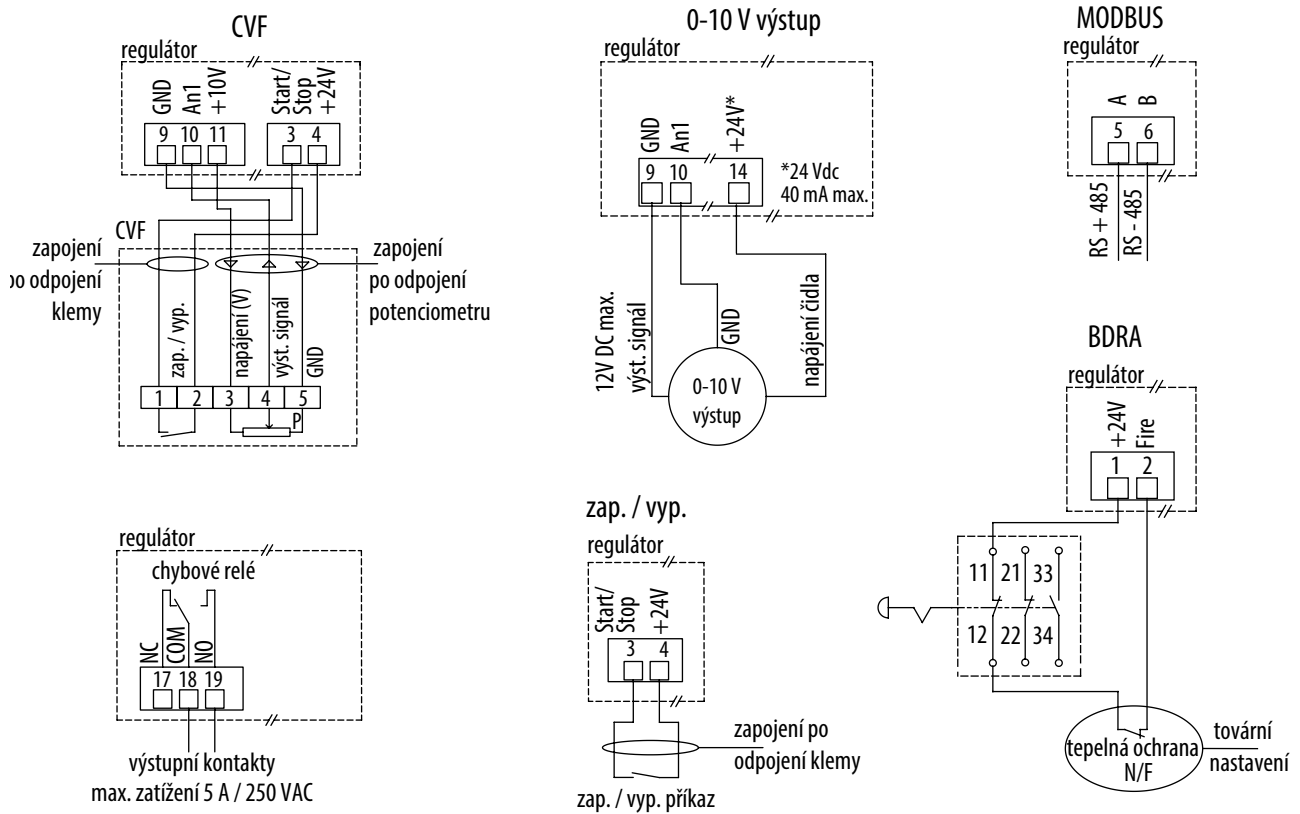 CVF
regulátor
GND
An1
+10V
Start/
Stop
+24V
9 10 11
3 4
CVF
zapojení
po odpojení
klemy
zapojení
po odpojení
potenciometru
zap. / vyp.
napájení (V)
výst. signál
GND
1 2 3 4 5
P
0-10 V výstup
regulátor
GND
An1
+24V*
9 10 14
*24 Vdc
40 mA max.
12V DC max.
výst. signál
GND
napájení čidla
0-10 V
výstup
MODBUS
regulátor
A
B
5 6
RS + 485
RS - 485
BDRA
regulátor
+24V
Fire
1 2
11 21 33
12 22 34
tepelná ochrana
N/F
tovární
nastavení
regulátor
chybové relé
NC
COM
NO
17 18 19
výstupní kontakty
max. zatížení 5 A / 250 VAC
zap. / vyp.
regulátor
Start/
Stop
+24V
3 4
zapojení po
odpojení klemy
zap. / vyp. příkaz